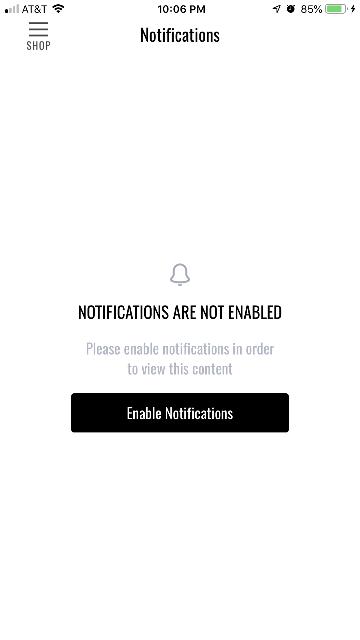 AT&T 10:06 PM 85%
SHOP
Notifications
NOTIFICATIONS ARE NOT ENABLED
Please enable notifications in order
to view this content
Enable Notifications